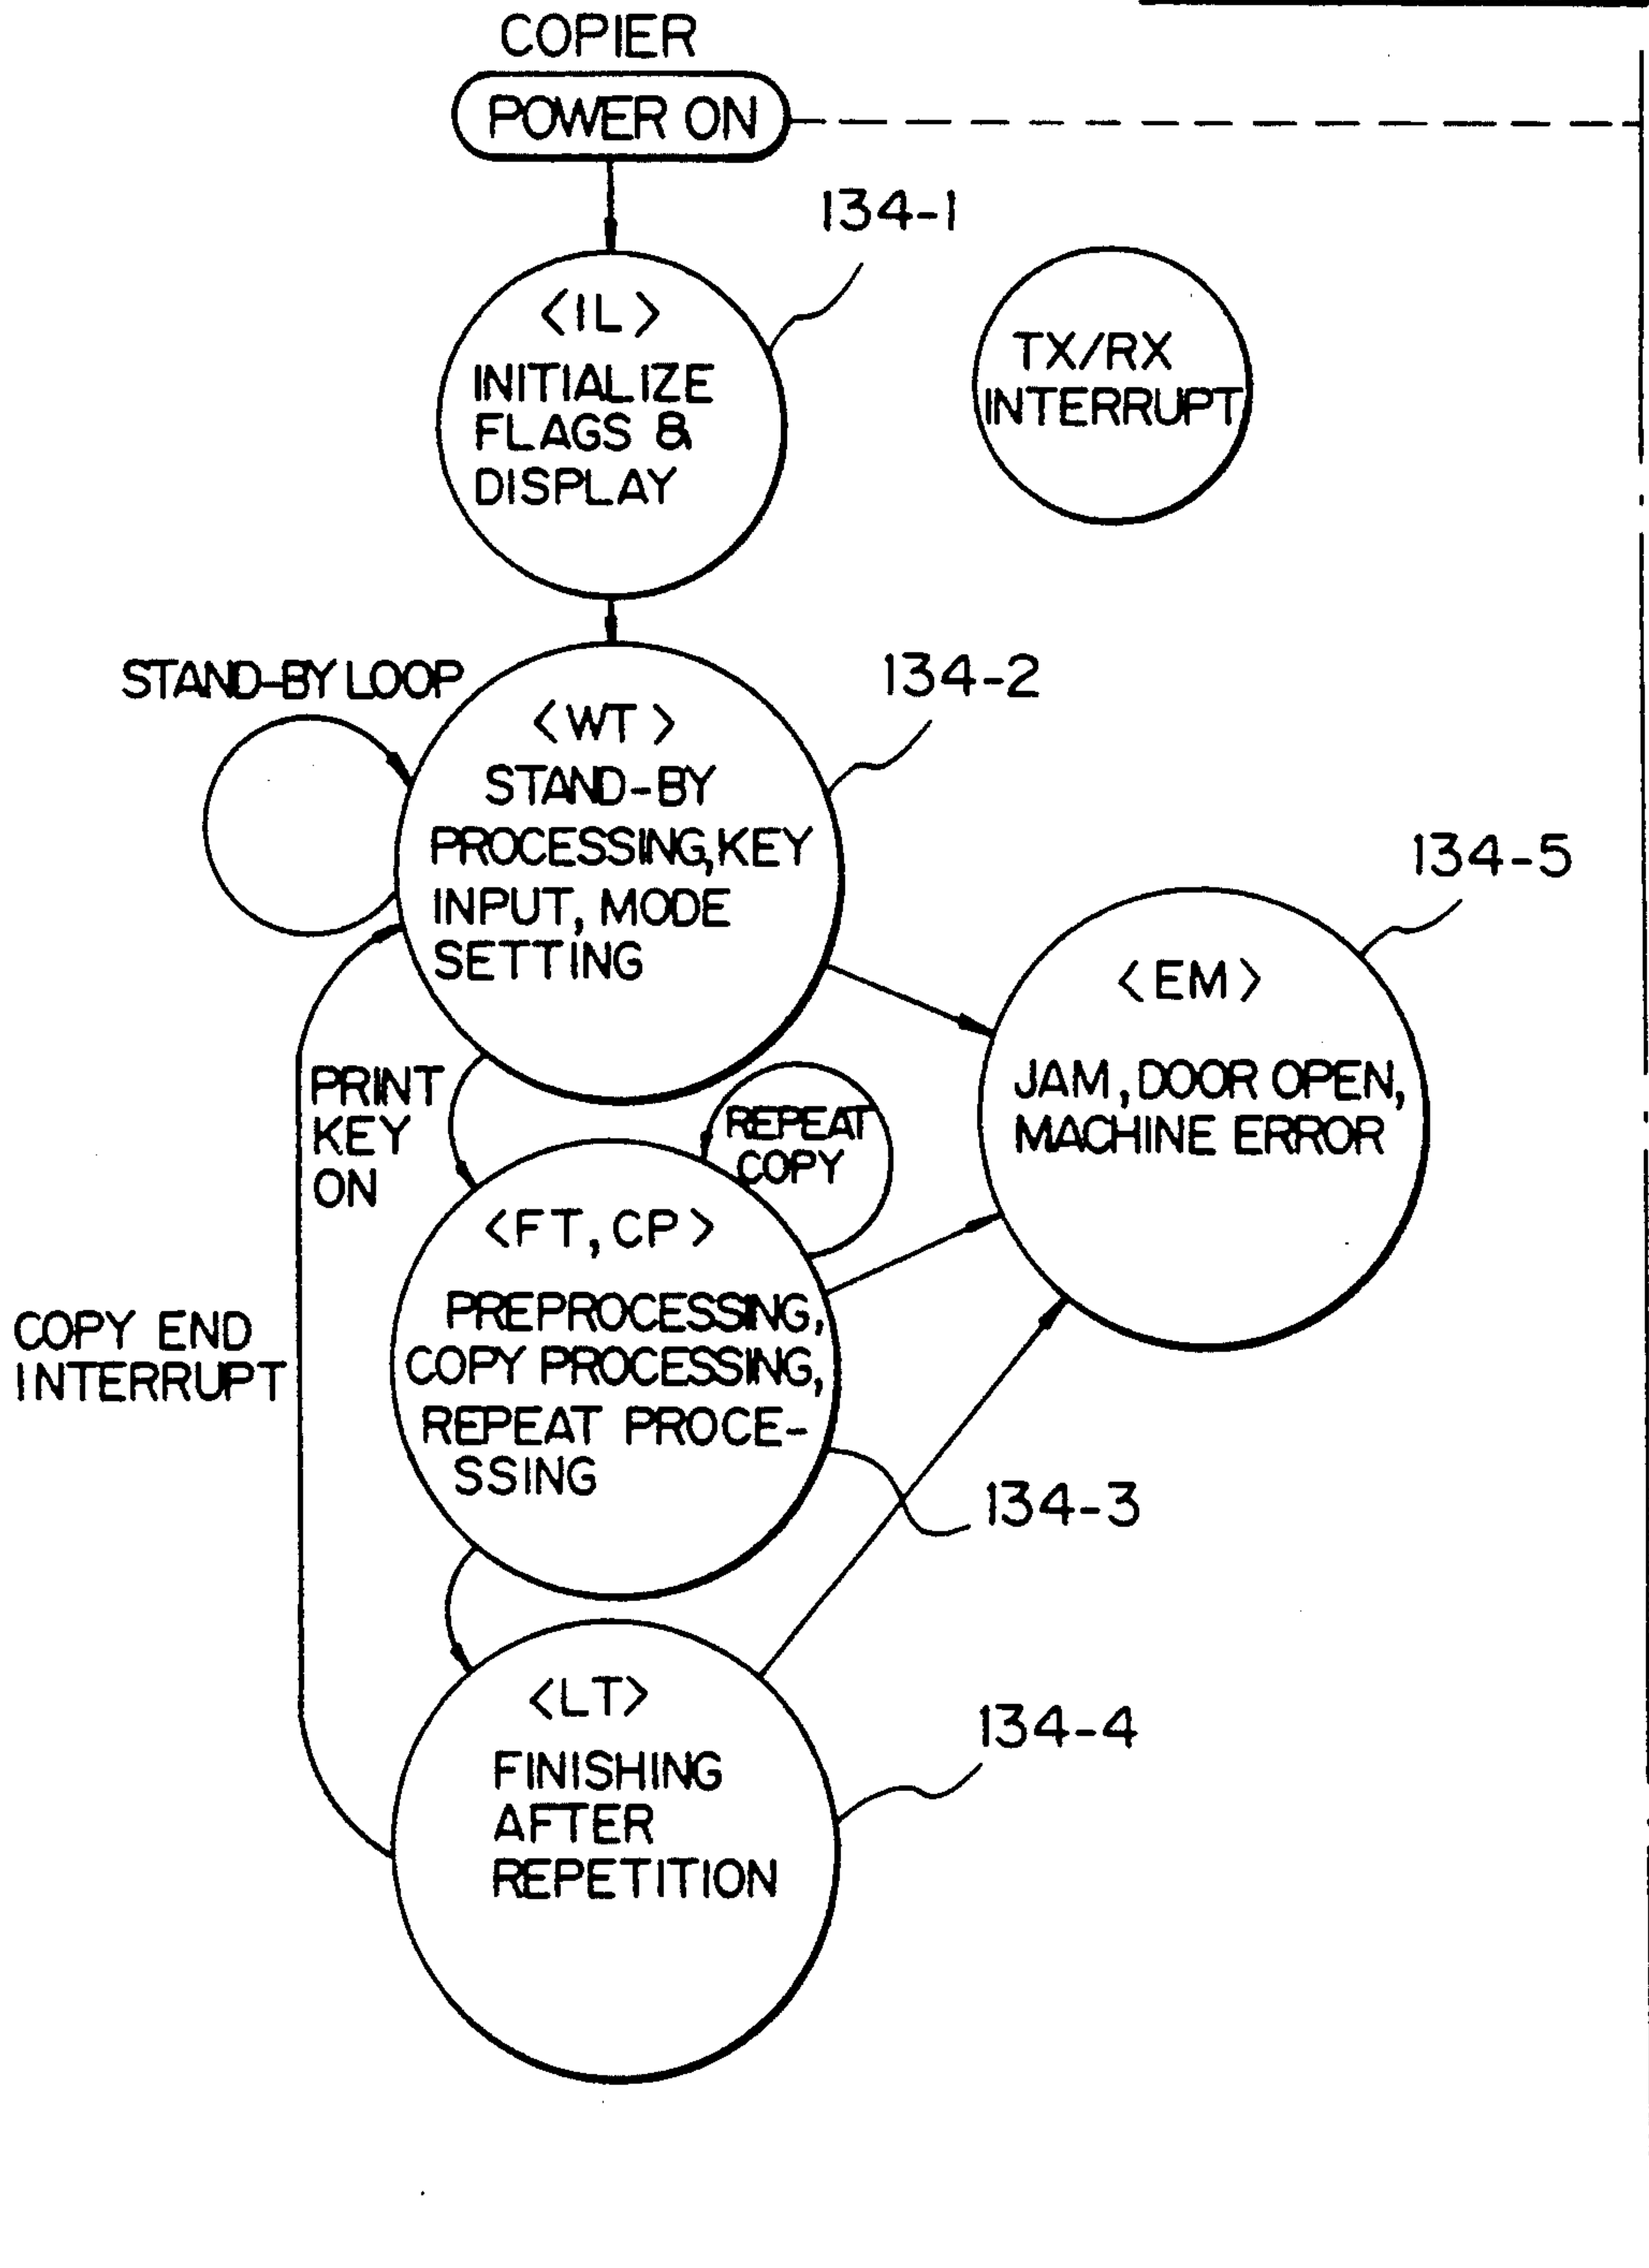 COPIER
POWER ON
134-1
<IL>
INITIALIZE
FLAGS &
DISPLAY
TX/RX
INTERRUPT
STAND-BY LOOP
134-2
<WT>
STAND-BY
PROCESSING, KEY
INPUT, MODE
SETTING
134-5
<EM>
JAM, DOOR OPEN,
MACHINE ERROR
PRINT
KEY
ON
REPEAT
COPY
<FT, CP>
PREPROCESSING,
COPY PROCESSING,
REPEAT PROCE-
SSING
COPY END
INTERRUPT
134-3
<LT>
FINISHING
AFTER
REPETITION
134-4